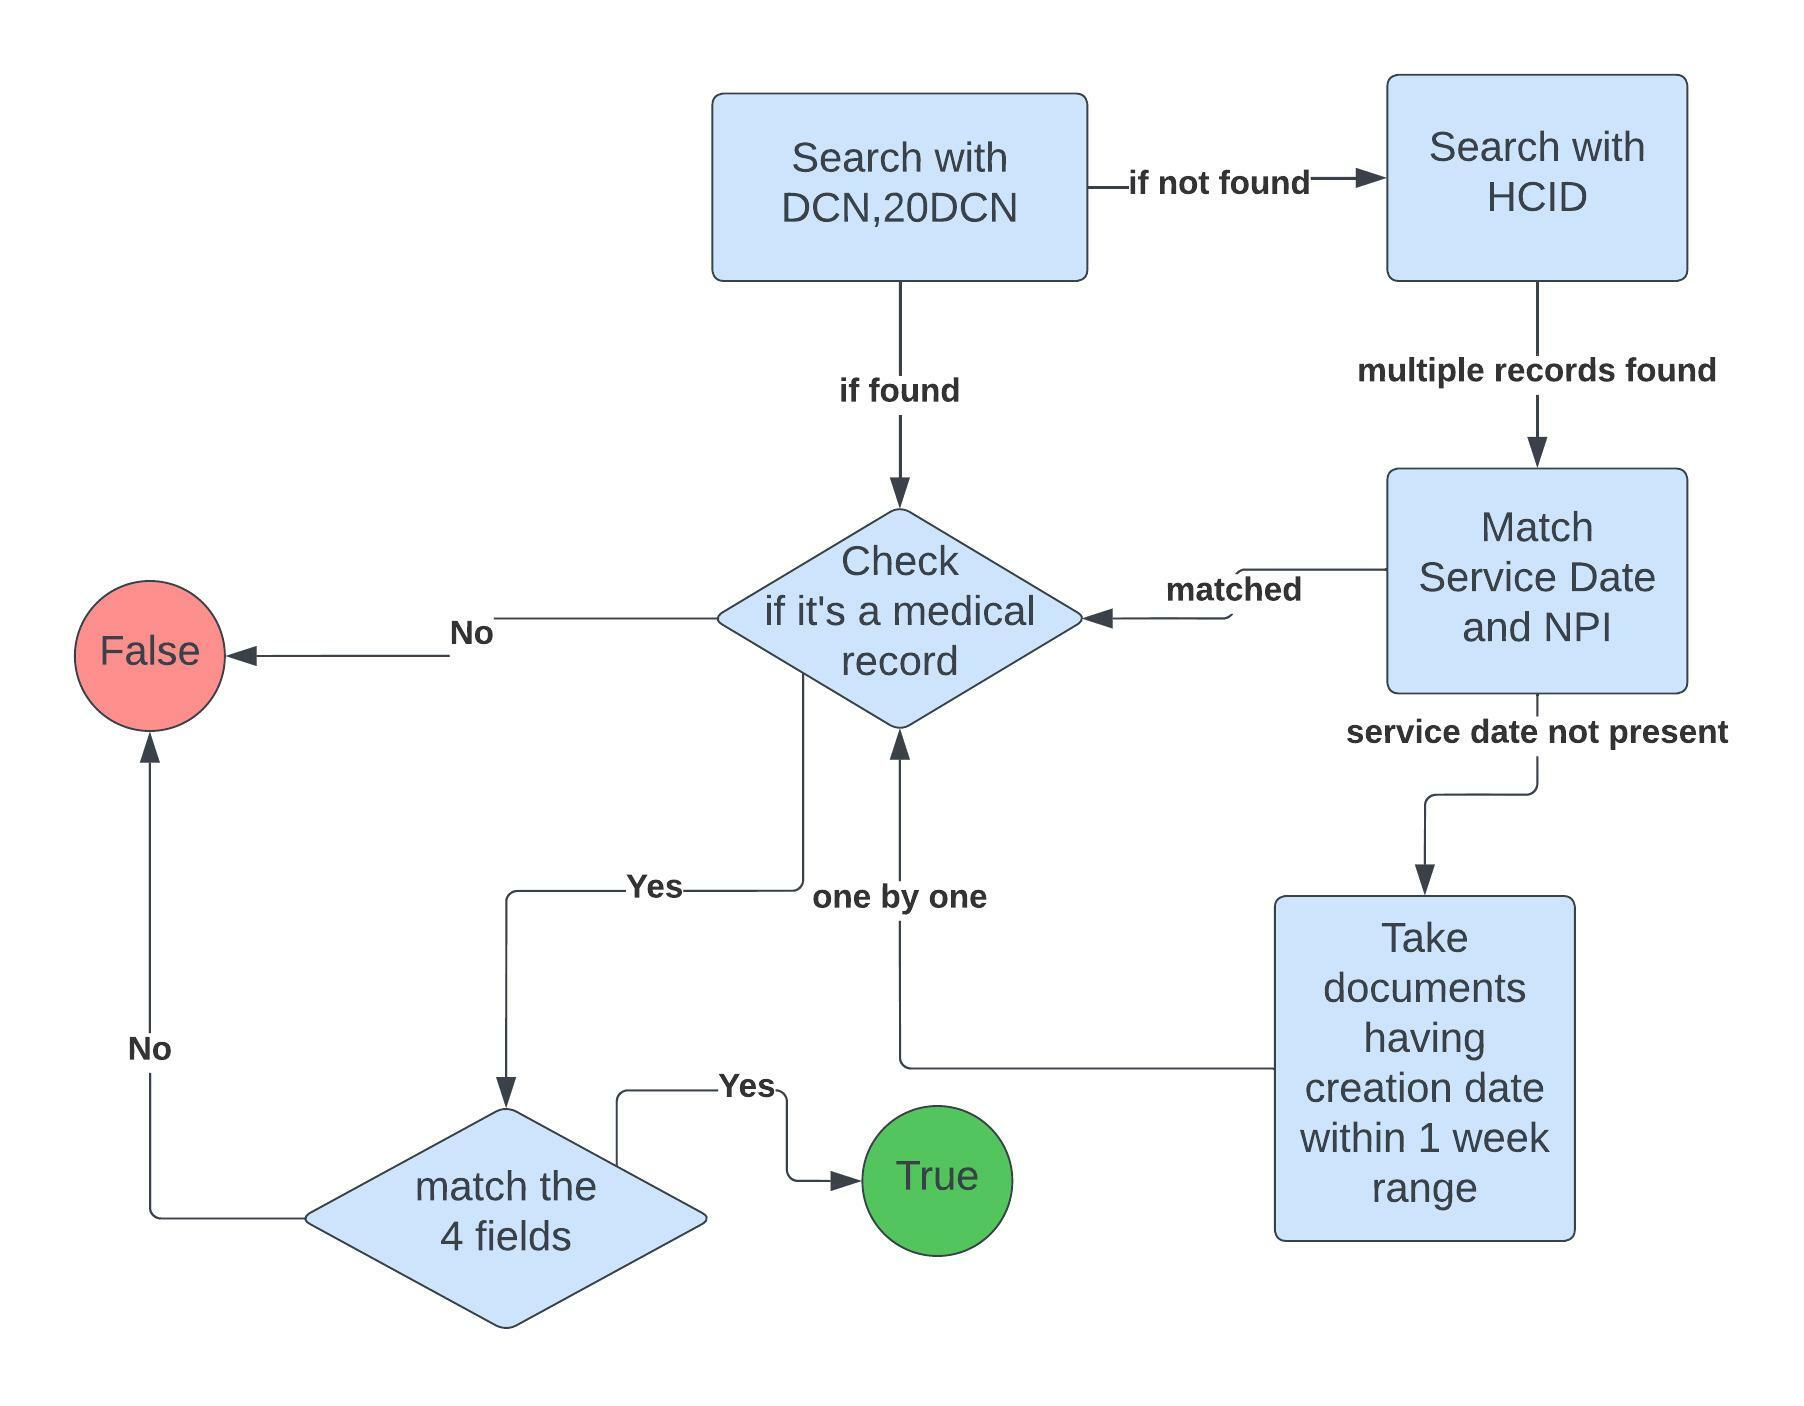 Search with
DCN,20DCN
if not found
Search with
HCID
if found
multiple records found
Check
if it's a medical
record
matched
Match
Service Date
and NPI
No
False
service date not present
Yes
one by one
Take
documents
having
creation date
within 1 week
range
No
Yes
match the
4 fields
True